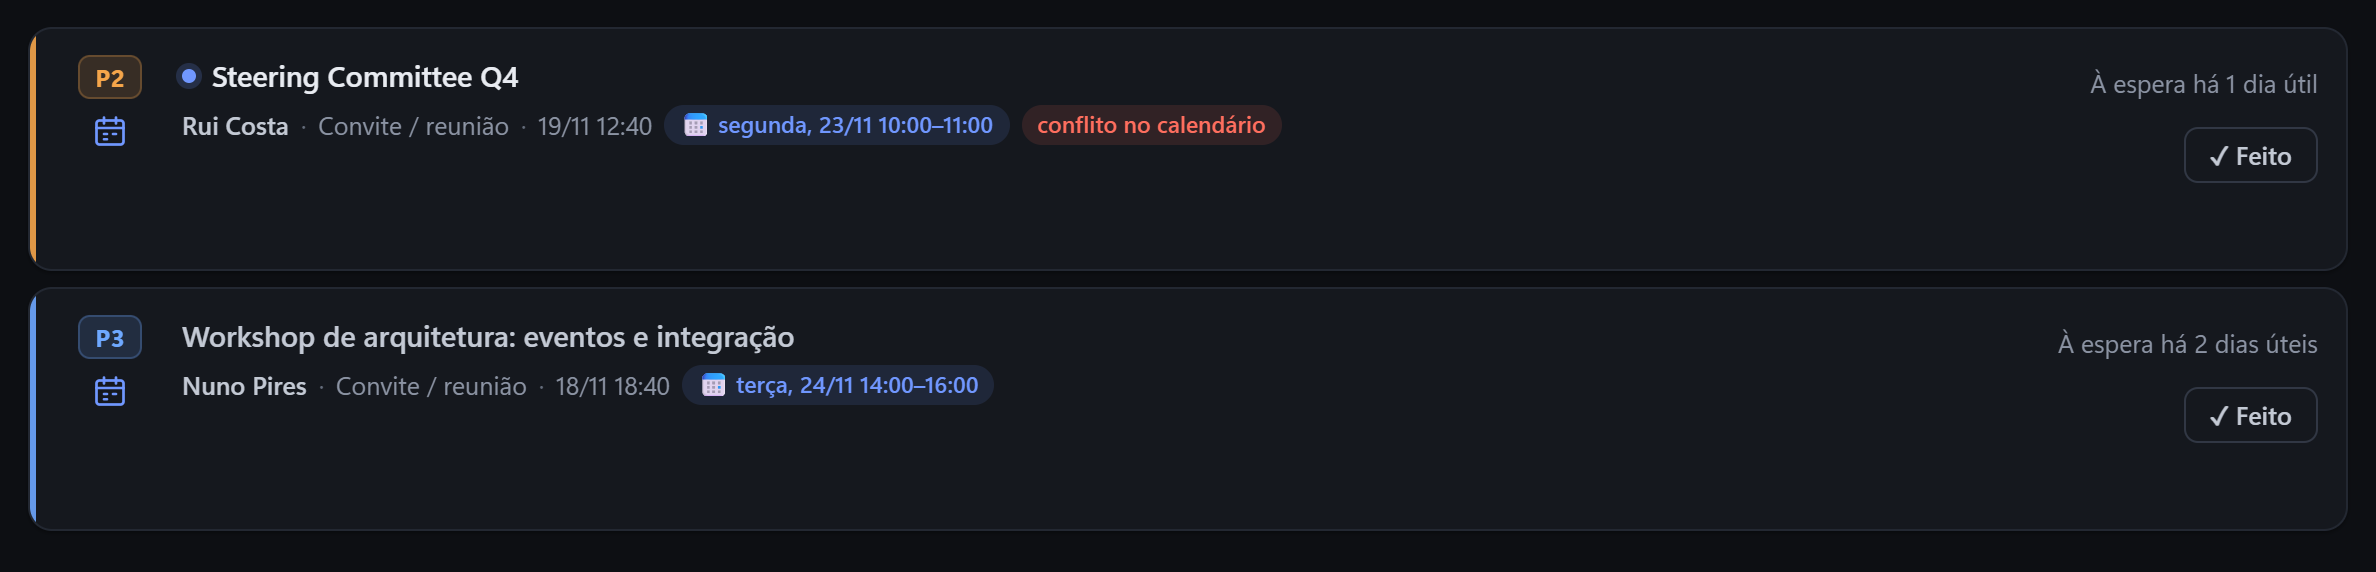 P2 Steering Committee Q4 À espera há 1 dia útil
Rui Costa · Convite / reunião · 19/11 12:40 segunda, 23/11 10:00–11:00 conflito no calendário
✓ Feito
P3 Workshop de arquitetura: eventos e integração À espera há 2 dias úteis
Nuno Pires · Convite / reunião · 18/11 18:40 terça, 24/11 14:00–16:00
✓ Feito